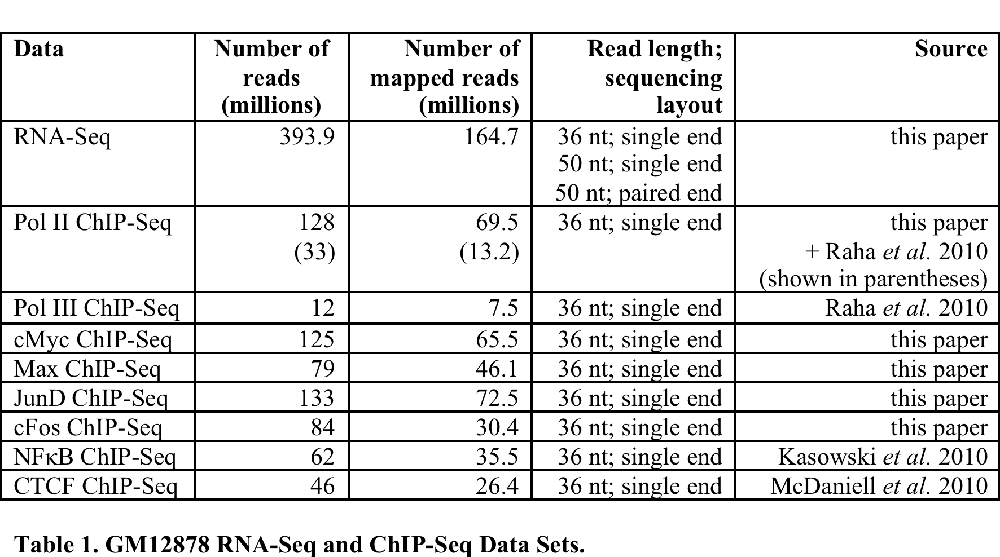 Data Number of Number of Read length; Source
reads mapped reads sequencing
(millions) (millions) layout
RNA-Seq 393.9 164.7 36 nt; single end this paper
50 nt; single end
50 nt; paired end
Pol II ChIP-Seq 128 69.5 36 nt; single end this paper
(33) (13.2) + Raha et al. 2010
(shown in parentheses)
Pol III ChIP-Seq 12 7.5 36 nt; single end Raha et al. 2010
cMyc ChIP-Seq 125 65.5 36 nt; single end this paper
Max ChIP-Seq 79 46.1 36 nt; single end this paper
JunD ChIP-Seq 133 72.5 36 nt; single end this paper
cFos ChIP-Seq 84 30.4 36 nt; single end this paper
NFκB ChIP-Seq 62 35.5 36 nt; single end Kasowski et al. 2010
CTCF ChIP-Seq 46 26.4 36 nt; single end McDaniell et al. 2010
Table 1. GM12878 RNA-Seq and ChIP-Seq Data Sets.